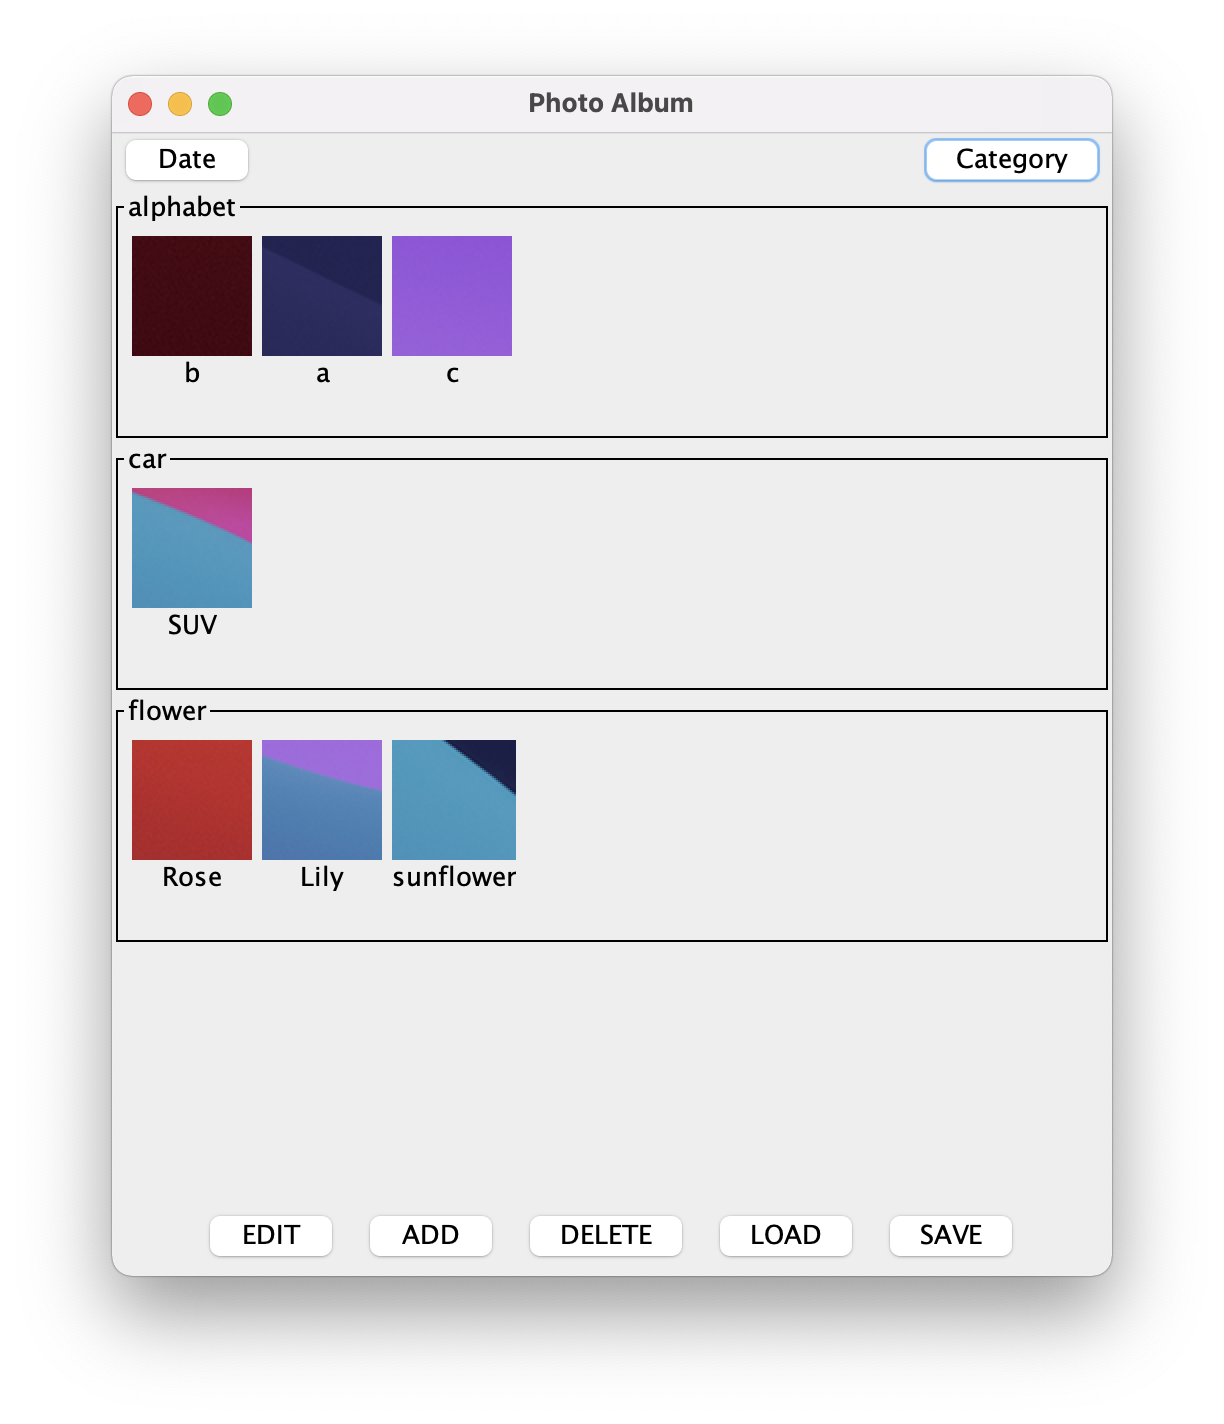 Photo Album
Date
Category
alphabet
b
a
c
car
SUV
flower
Rose
Lily
sunflower
EDIT
ADD
DELETE
LOAD
SAVE